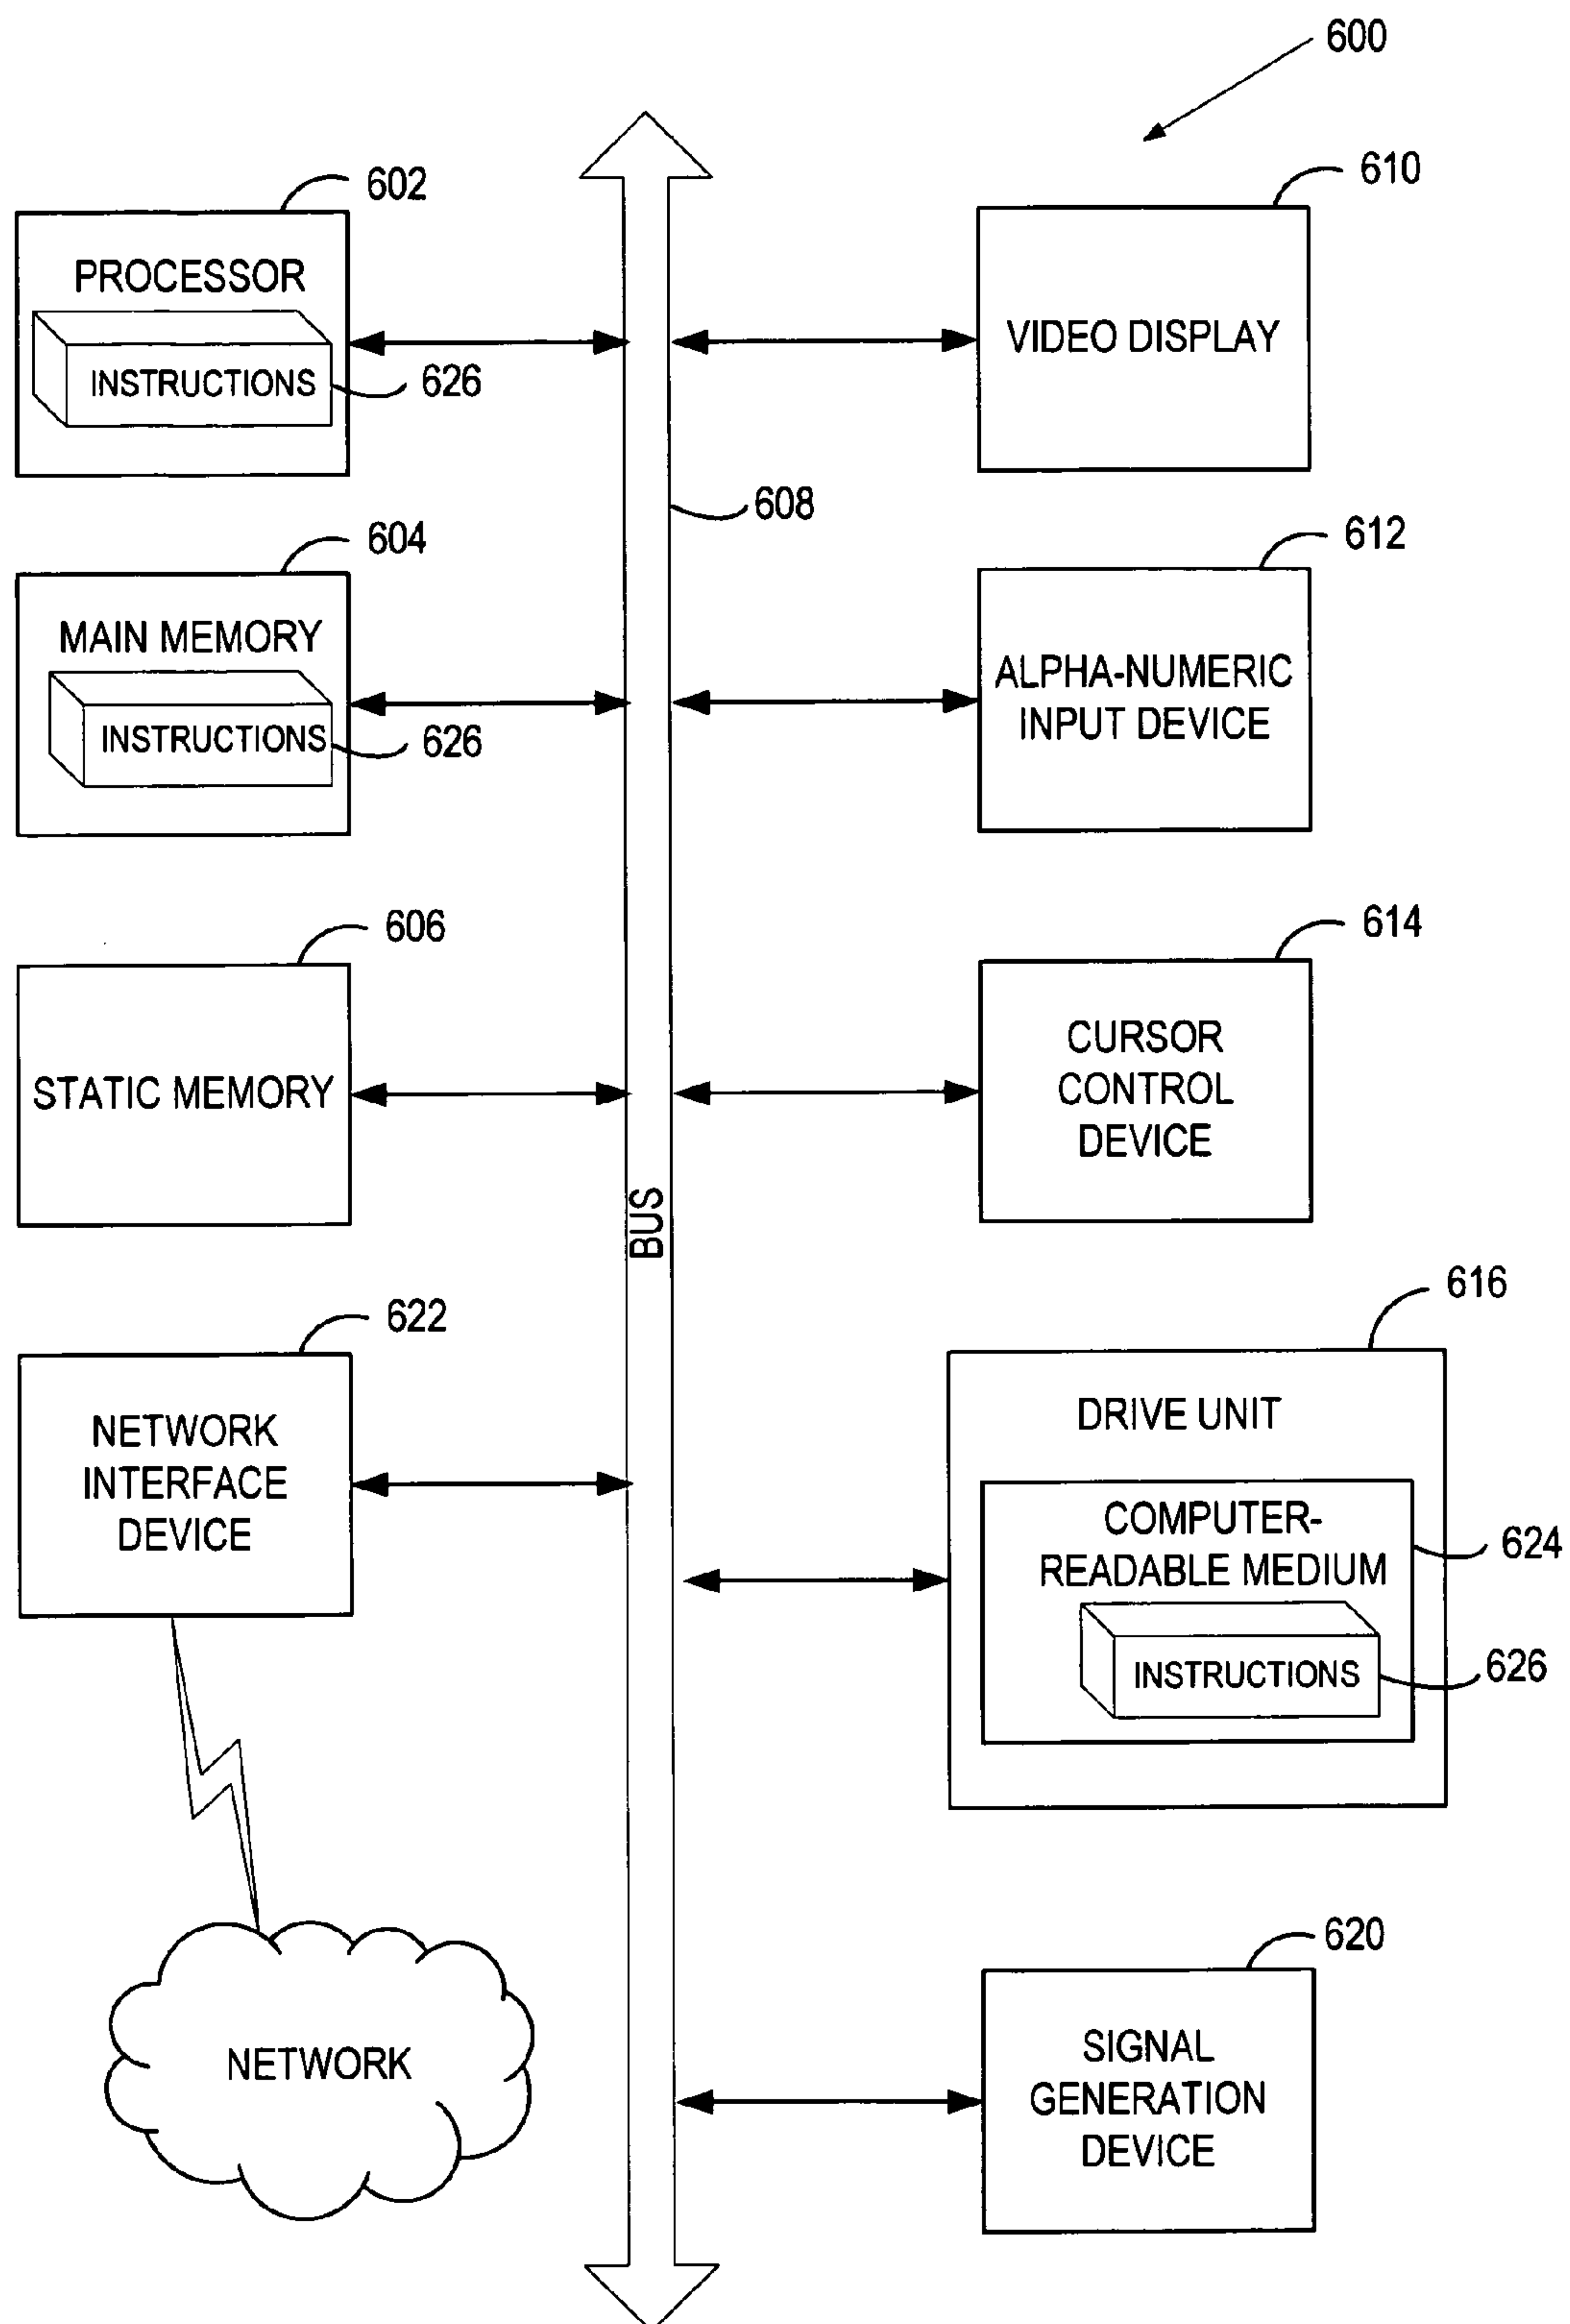 600
602
PROCESSOR
INSTRUCTIONS
626
610
VIDEO DISPLAY
608
604
MAIN MEMORY
INSTRUCTIONS
626
612
ALPHA-NUMERIC
INPUT DEVICE
606
STATIC MEMORY
614
CURSOR
CONTROL
DEVICE
BUS
622
NETWORK
INTERFACE
DEVICE
616
DRIVE UNIT
COMPUTER-
READABLE MEDIUM
624
INSTRUCTIONS
626
NETWORK
620
SIGNAL
GENERATION
DEVICE